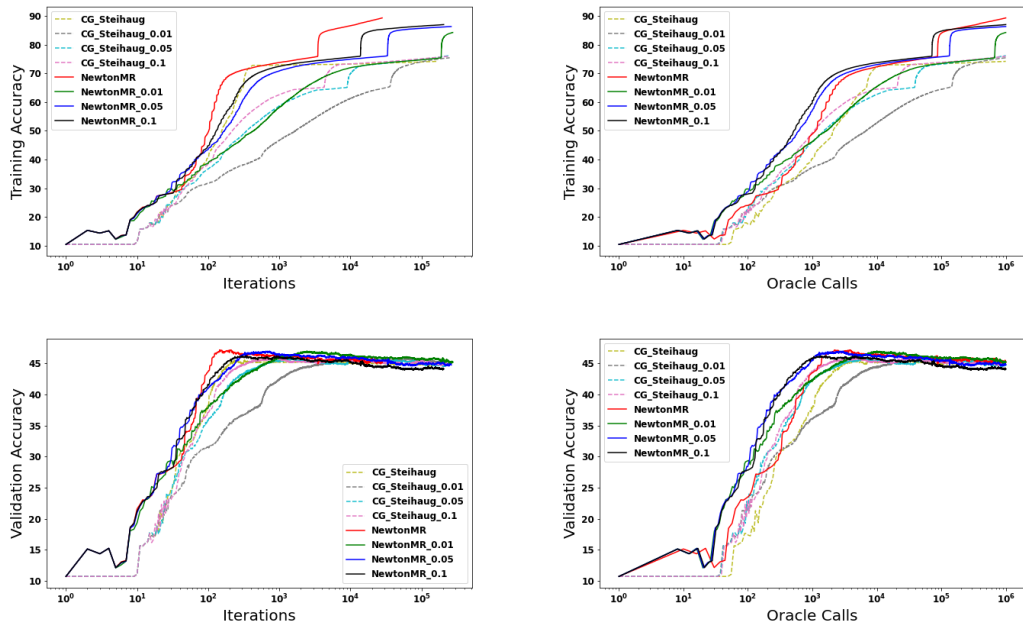 90
80
70
60
50
40
30
20
10
Training Accuracy
CG_Steihaug
CG_Steihaug_0.01
CG_Steihaug_0.05
CG_Steihaug_0.1
NewtonMR
NewtonMR_0.01
NewtonMR_0.05
NewtonMR_0.1
10^0 10^1 10^2 10^3 10^4 10^5
Iterations
90
80
70
60
50
40
30
20
10
Training Accuracy
CG_Steihaug
CG_Steihaug_0.01
CG_Steihaug_0.05
CG_Steihaug_0.1
NewtonMR
NewtonMR_0.01
NewtonMR_0.05
NewtonMR_0.1
10^0 10^1 10^2 10^3 10^4 10^5 10^6
Oracle Calls
45
40
35
30
25
20
15
10
Validation Accuracy
CG_Steihaug
CG_Steihaug_0.01
CG_Steihaug_0.05
CG_Steihaug_0.1
NewtonMR
NewtonMR_0.01
NewtonMR_0.05
NewtonMR_0.1
10^0 10^1 10^2 10^3 10^4 10^5
Iterations
45
40
35
30
25
20
15
10
Validation Accuracy
CG_Steihaug
CG_Steihaug_0.01
CG_Steihaug_0.05
CG_Steihaug_0.1
NewtonMR
NewtonMR_0.01
NewtonMR_0.05
NewtonMR_0.1
10^0 10^1 10^2 10^3 10^4 10^5 10^6
Oracle Calls